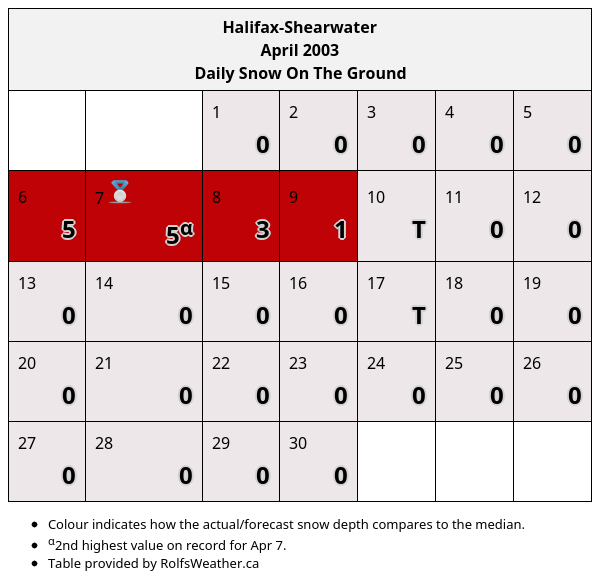 Halifax-Shearwater
April 2003
Daily Snow On The Ground
1 2 3 4 5
0 0 0 0 0
6 7 8 9 10 11 12
5 5α 3 1 T 0 0
13 14 15 16 17 18 19
0 0 0 0 T 0 0
20 21 22 23 24 25 26
0 0 0 0 0 0 0
27 28 29 30
0 0 0 0
• Colour indicates how the actual/forecast snow depth compares to the median.
• α2nd highest value on record for Apr 7.
• Table provided by RolfsWeather.ca